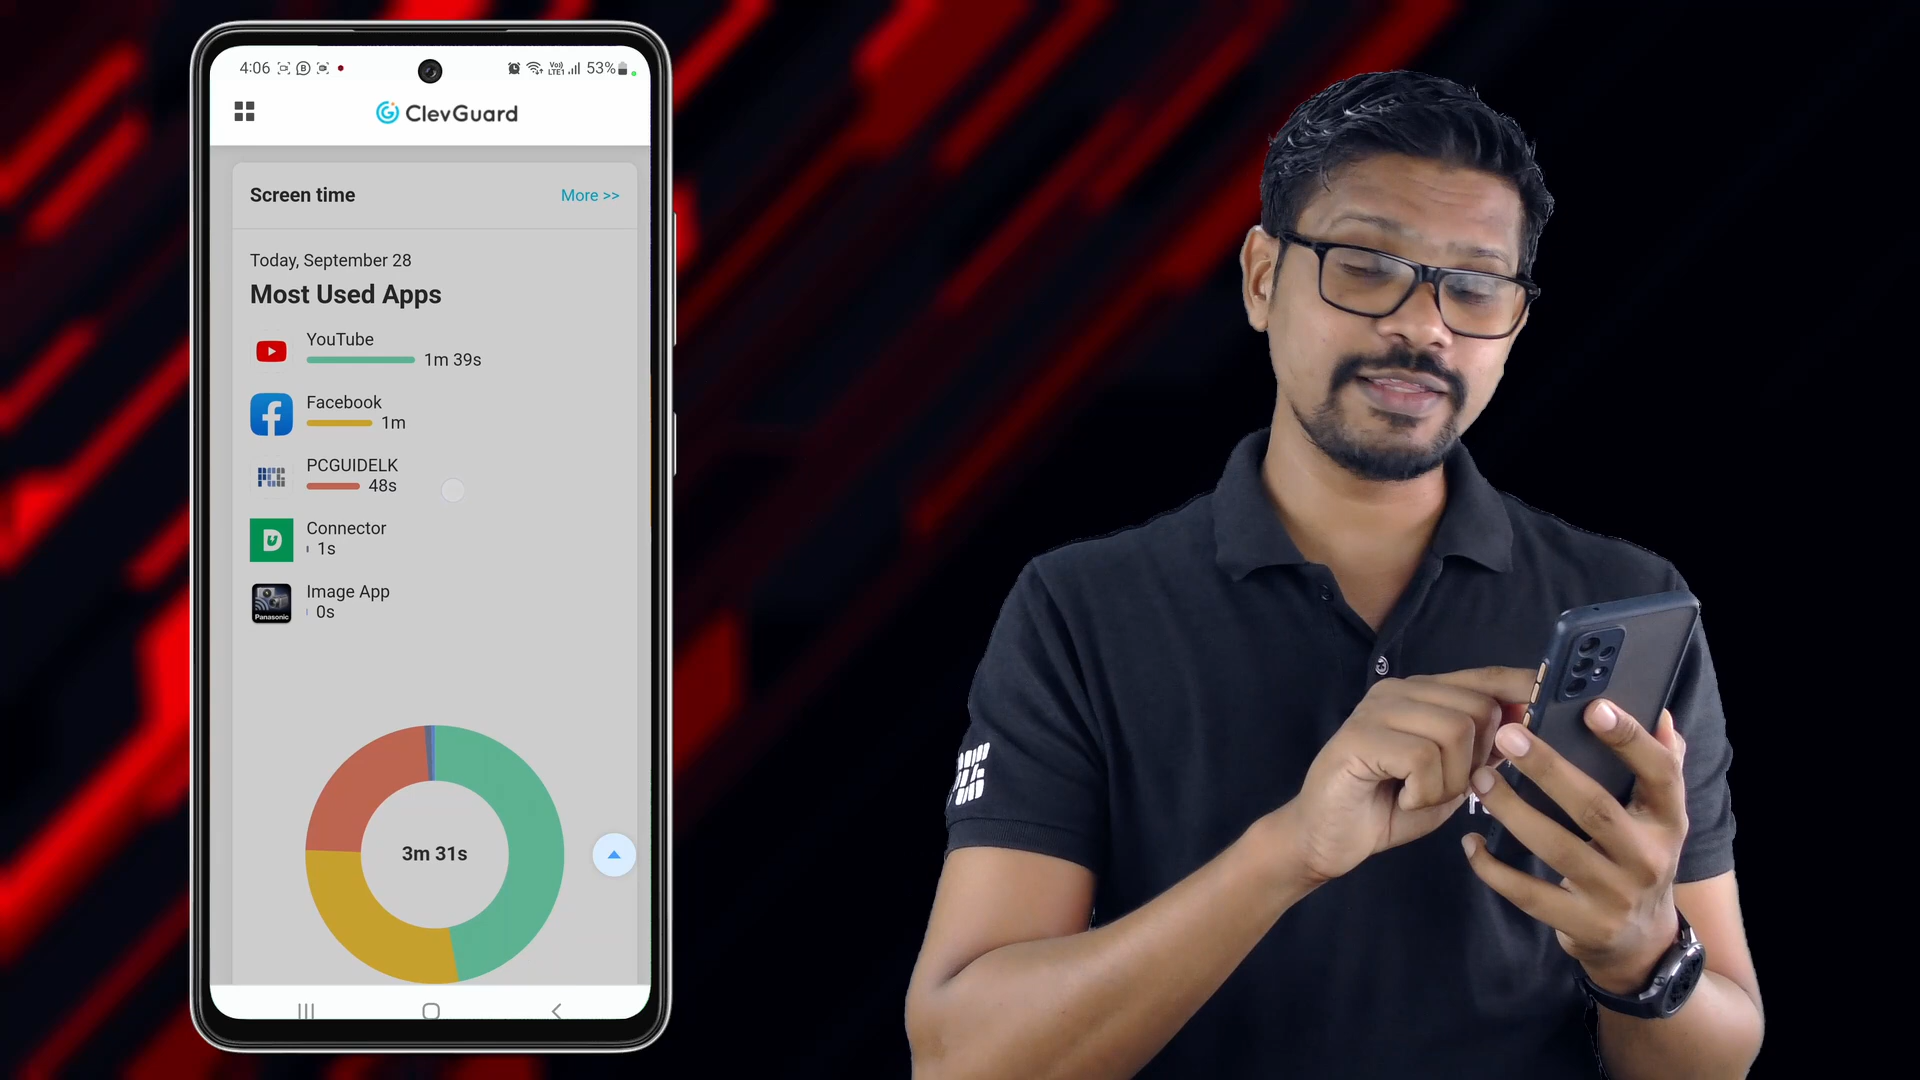 4:06
53%
ClevGuard
Screen time
More >>
Today, September 28
Most Used Apps
YouTube
1m 39s
Facebook
1m
PCGUIDELK
48s
Connector
1s
Image App
0s
Panasonic
3m 31s